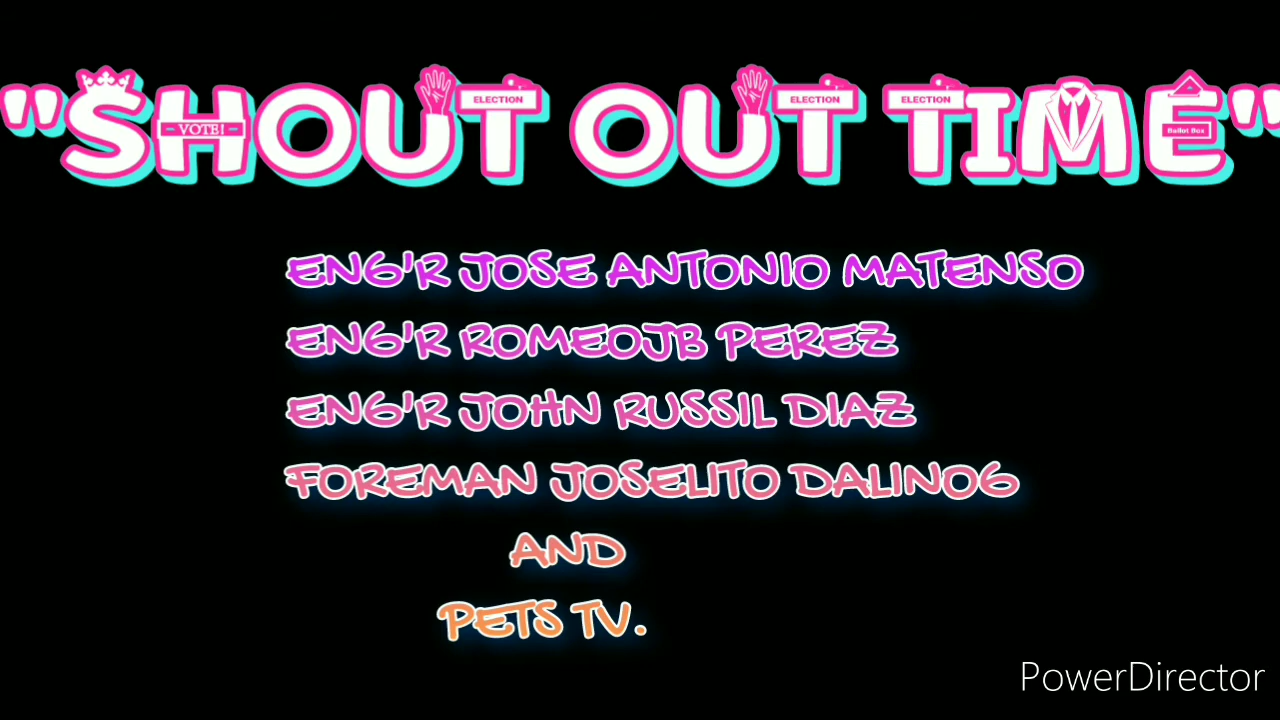 "SHOUT OUT TIME"
VOTE!
ELECTION
ELECTION
ELECTION
Ballot Box
ENG'R JOSE ANTONIO MATENSO
ENG'R ROMEOJB PEREZ
ENG'R JOHN RUSSIL DIAZ
FOREMAN JOSELITO DALINOG
AND
PETS TV.
PowerDirector